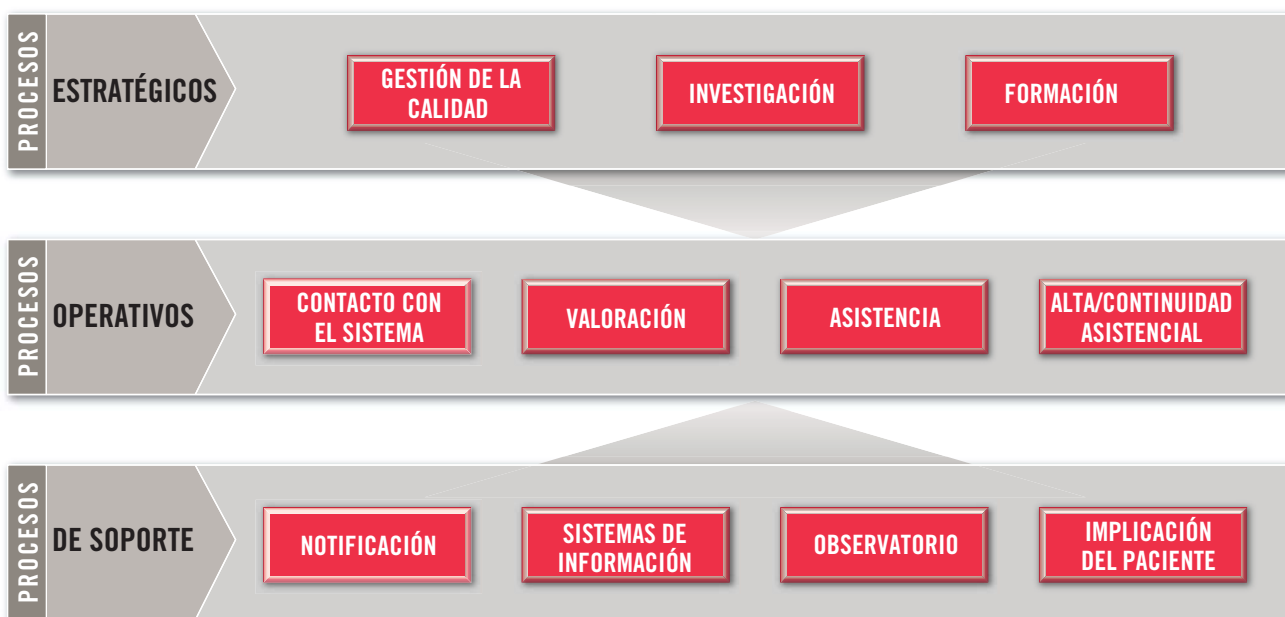 PROCESOS
ESTRATÉGICOS
GESTIÓN DE LA
CALIDAD
INVESTIGACIÓN
FORMACIÓN
PROCESOS
OPERATIVOS
CONTACTO CON
EL SISTEMA
VALORACIÓN
ASISTENCIA
ALTA/CONTINUIDAD
ASISTENCIAL
PROCESOS
DE SOPORTE
NOTIFICACIÓN
SISTEMAS DE
INFORMACIÓN
OBSERVATORIO
IMPLICACIÓN
DEL PACIENTE